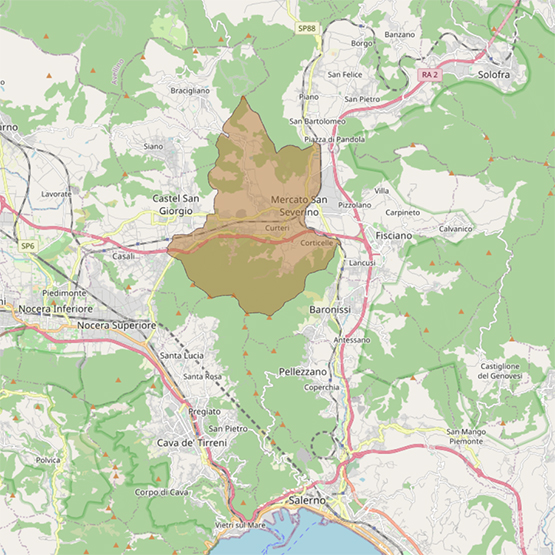 SP88
Banzano
Borgo
San Felice
RA 2
Solofra
Bracigliano
Piano
San Pietro
San Bartolomeo
Piazza di Pandola
Siano
Lavorate
Castel San
Giorgio
Mercato San
Severino
Villa
Pizzolano
Carpineto
Curteri
Calvanico
Corticelle
Fisciano
SP6
Casali
Lancusi
Piedimonte
Nocera Inferiore
Nocera Superiore
Baronissi
Antessano
Santa Lucia
Santa Rosa
Pellezzano
Coperchia
Castiglione
del Genovesi
Pregiato
San Pietro
Cava de' Tirreni
San Mango
Piemonte
Polvica
Corpo di Cava
Salerno
Vietri sul Mare